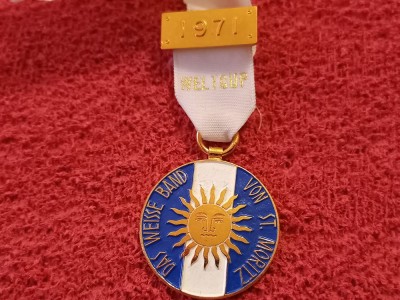 1971
WELTCUP
DAS WEISSE BAND VON ST. MORITZ